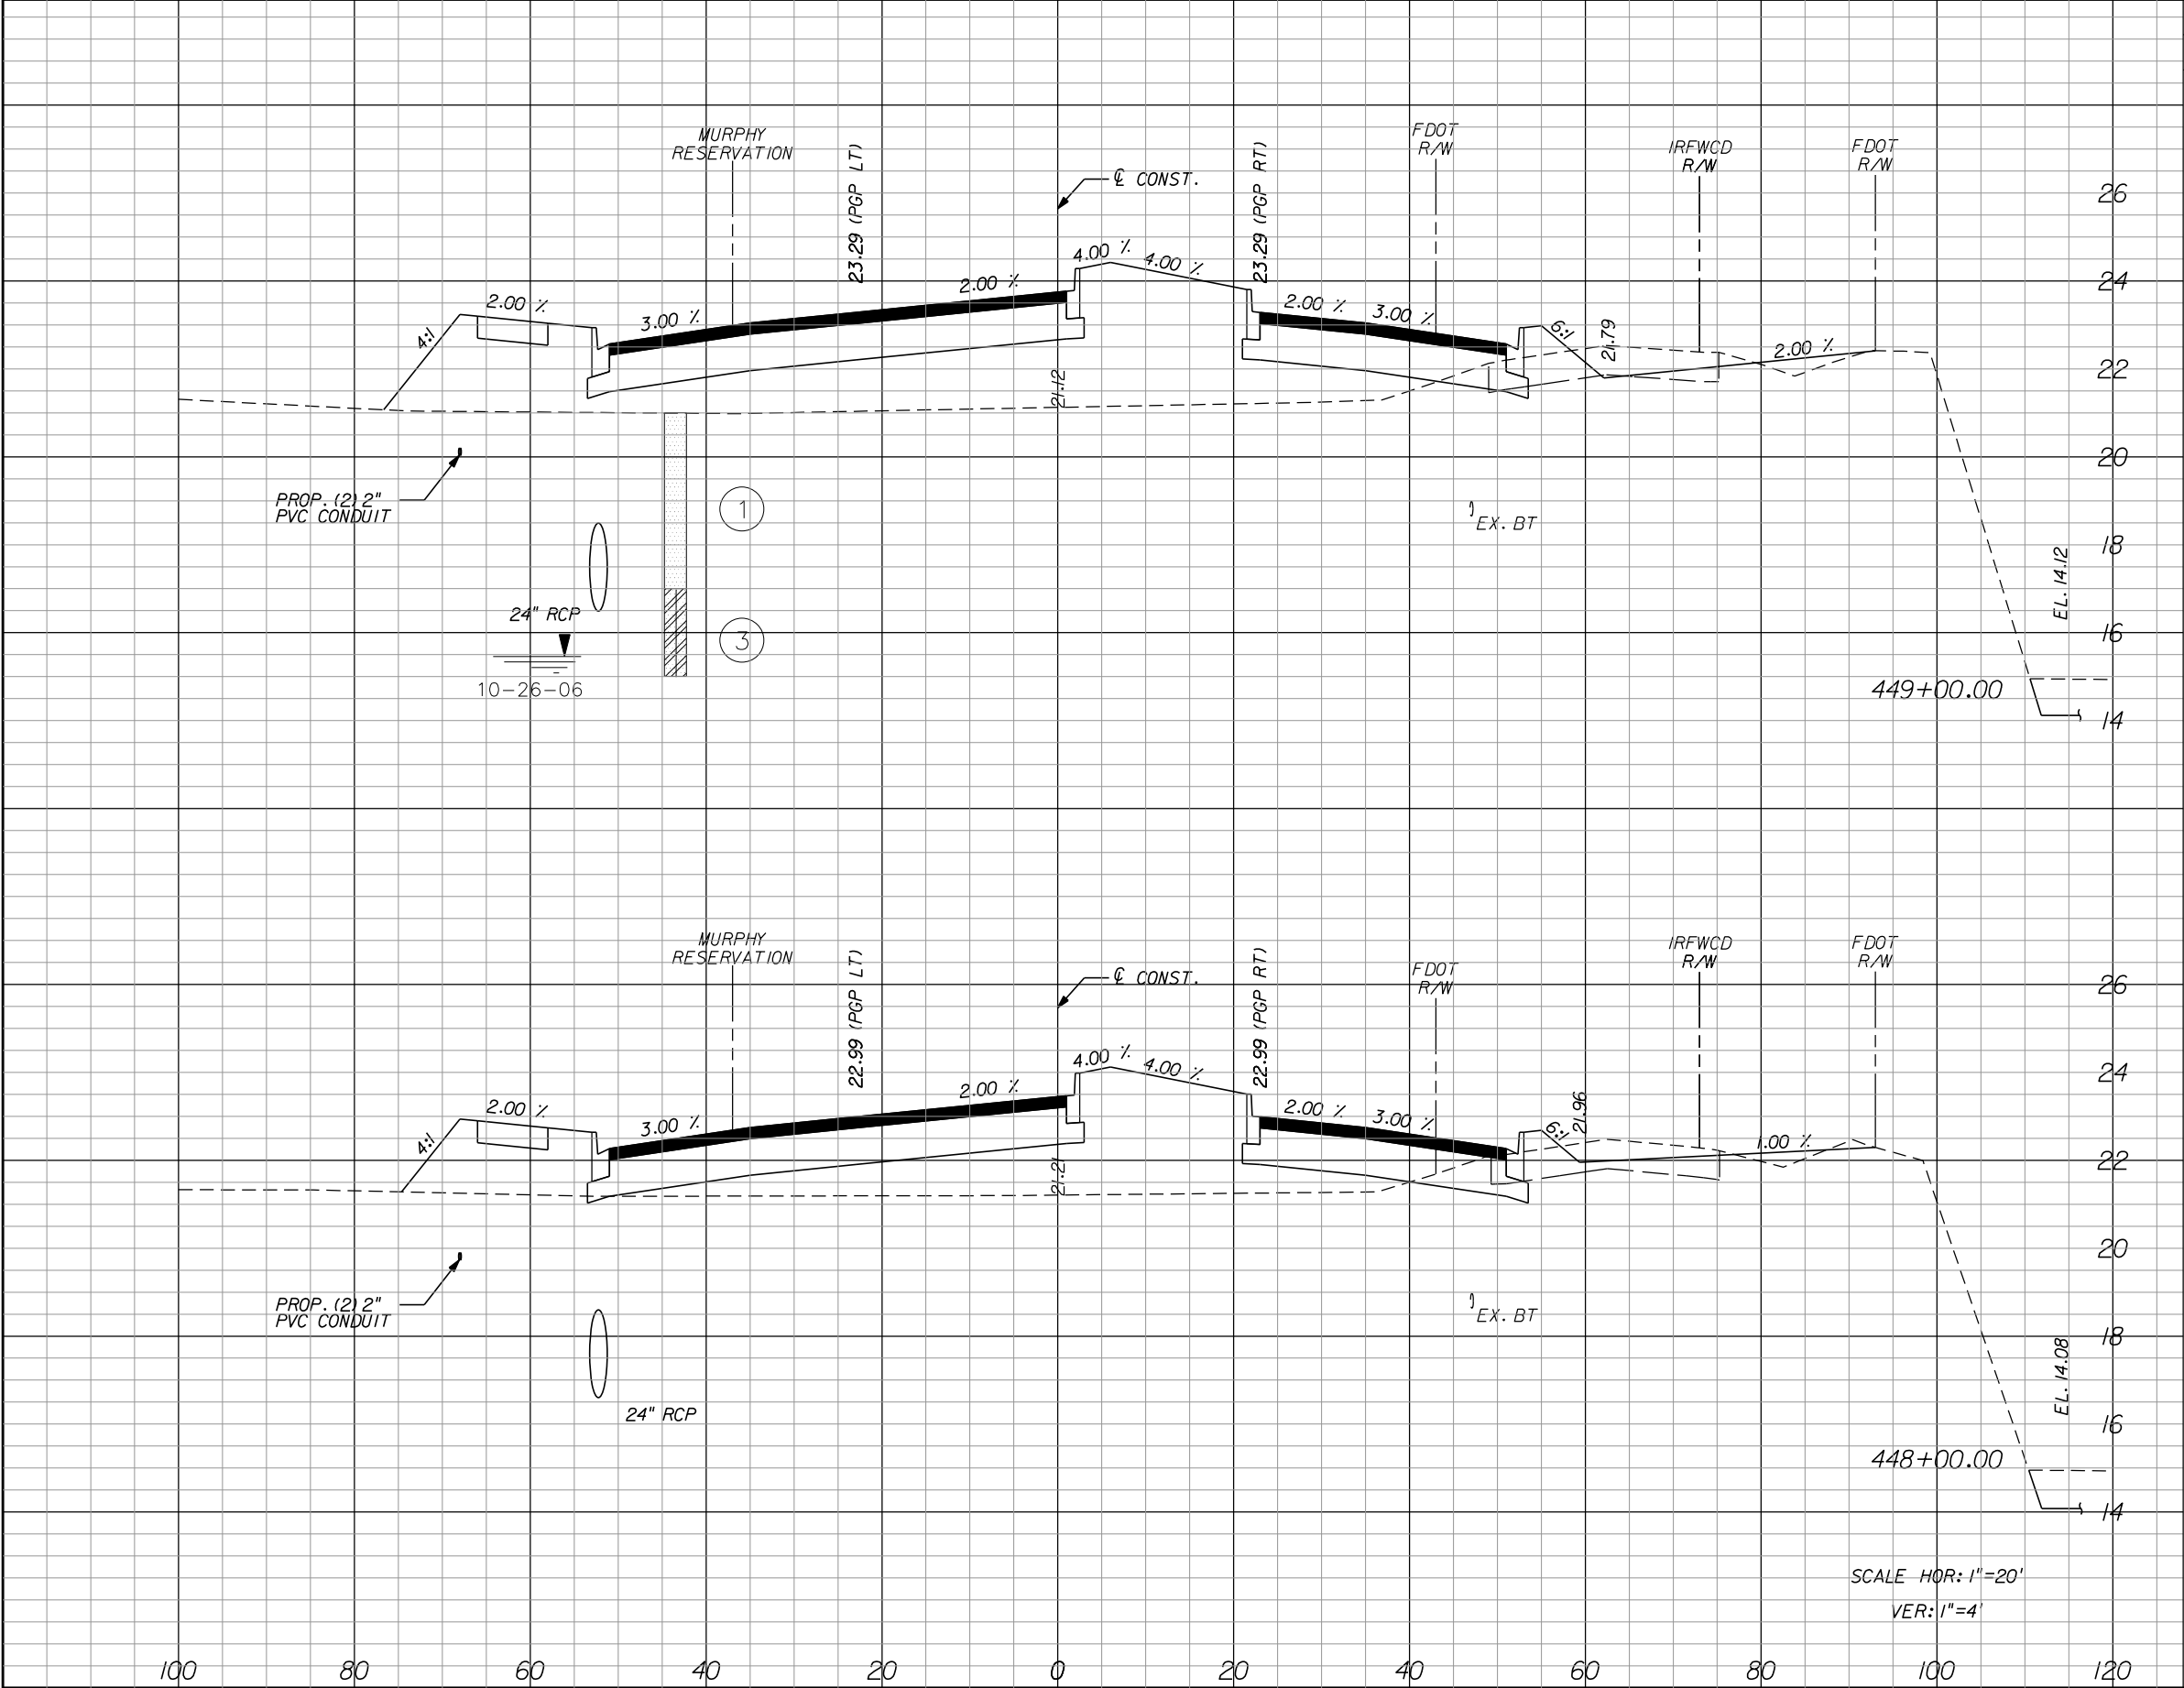 MURPHY
RESERVATION
23.29 (PGP LT)
℄ CONST.
23.29 (PGP RT)
FDOT
R/W
IRFWCD
R/W
FDOT
R/W
26
24
22
20
18
16
14
4:1
2.00 %
3.00 %
2.00 %
4.00 %
4.00 %
2.00 %
3.00 %
6:1
21.79
2.00 %
21.12
PROP. (2) 2"
PVC CONDUIT
1
EX. BT
24" RCP
3
10-26-06
EL. 14.12
449+00.00
MURPHY
RESERVATION
22.99 (PGP LT)
℄ CONST.
22.99 (PGP RT)
FDOT
R/W
IRFWCD
R/W
FDOT
R/W
26
24
22
20
18
16
14
4:1
2.00 %
3.00 %
2.00 %
4.00 %
4.00 %
2.00 %
3.00 %
6:1
21.96
1.00 %
21.21
PROP. (2) 2"
PVC CONDUIT
EX. BT
24" RCP
EL. 14.08
448+00.00
SCALE HOR: 1"=20'
VER: 1"=4'
100 80 60 40 20 0 20 40 60 80 100 120